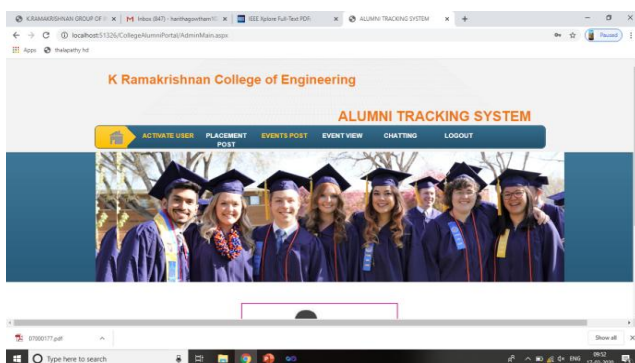 K.RAMAKRISHNAN GROUP OF
Inbox (847) - harithagowtham1
IEEE Xplore Full-Text PDF:
ALUMNI TRACKING SYSTEM
localhost:51326/CollegeAlumniPortal/AdminMain.aspx
Paused
Apps
thalapathy hd
K Ramakrishnan College of Engineering
ALUMNI TRACKING SYSTEM
ACTIVATE USER
PLACEMENT
POST
EVENTS POST
EVENT VIEW
CHATTING
LOGOUT
07000177.pdf
Show all
Type here to search
ENG
09:52